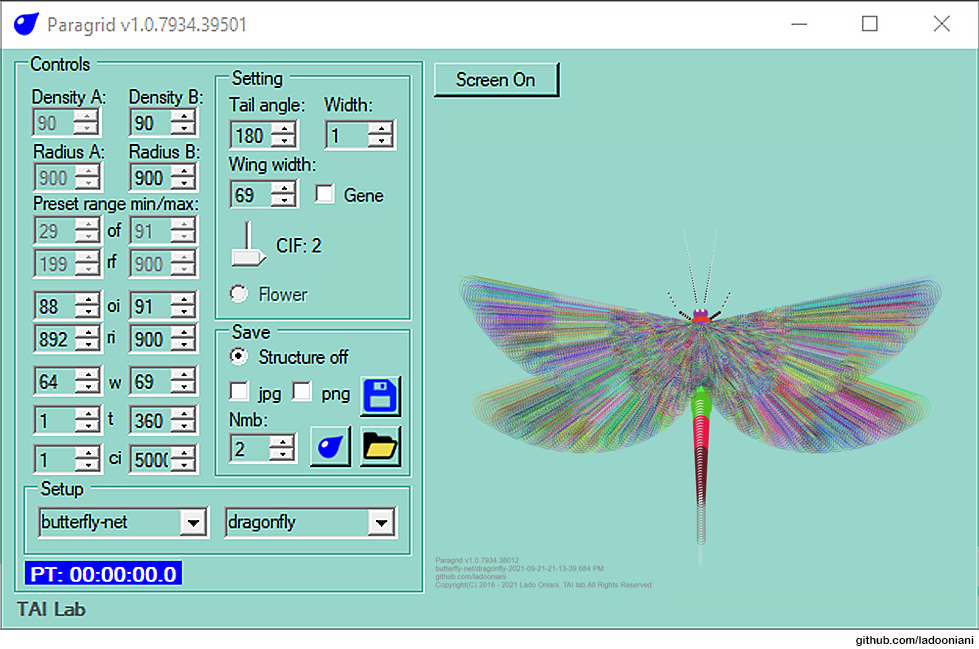 Paragrid v1.0.7934.39501
Controls
Density A:
Density B:
90
90
Radius A:
Radius B:
900
900
Preset range min/max:
29 of 91
199 rf 900
88 oi 91
892 ri 900
64 w 69
1 t 360
1 ci 5000
Setting
Tail angle:
Width:
180
1
Wing width:
69
Gene
CIF: 2
Flower
Save
Structure off
jpg
png
Nmb:
2
Setup
butterfly-net
dragonfly
PT: 00:00:00.0
TAI Lab
Screen On
Paragrid v1.0.7934.38012
butterfly-net/dragonfly-2021-09-21-21-13-39.684 PM
github.com/ladooniani
Copyright(C) 2016 - 2021 Lado Oniani, TAI lab All Rights Reserved
github.com/ladooniani